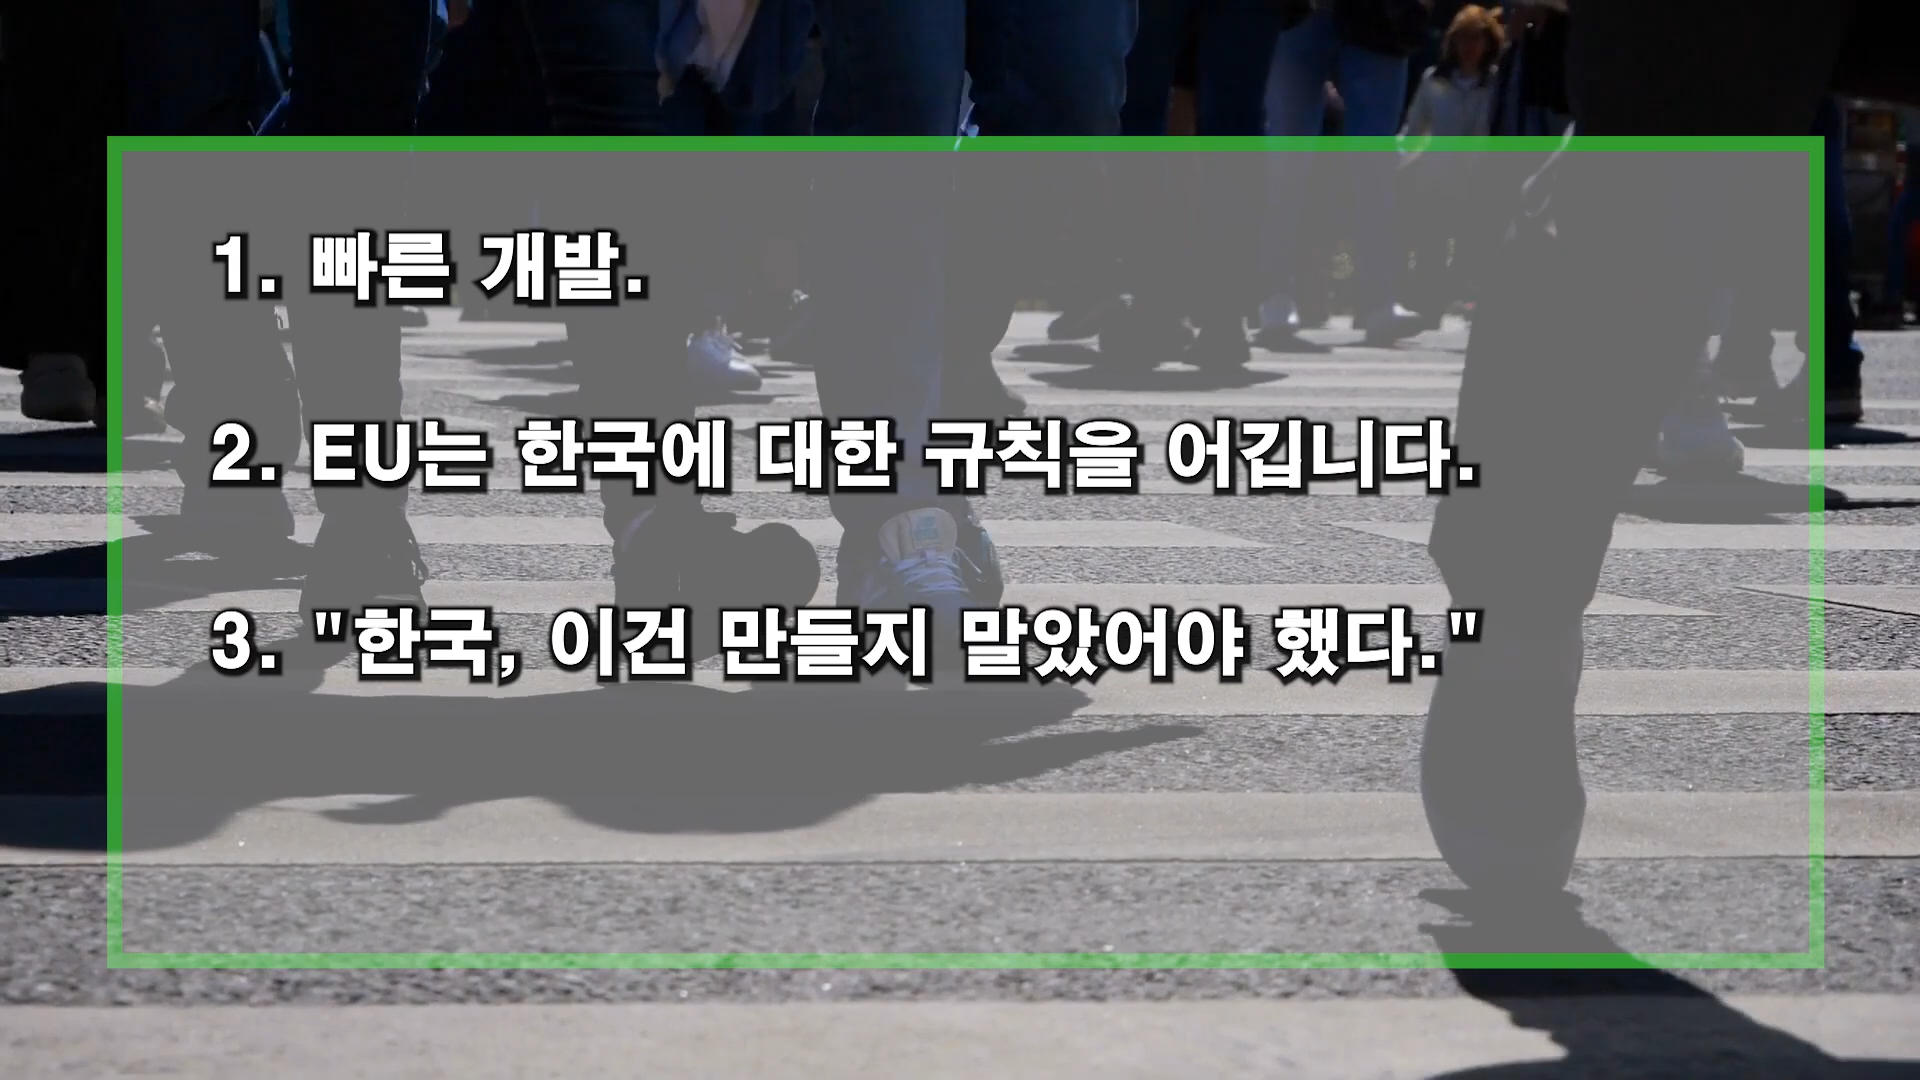 1. 빠른 개발.
2. EU는 한국에 대한 규칙을 어깁니다.
3. "한국, 이건 만들지 말았어야 했다."